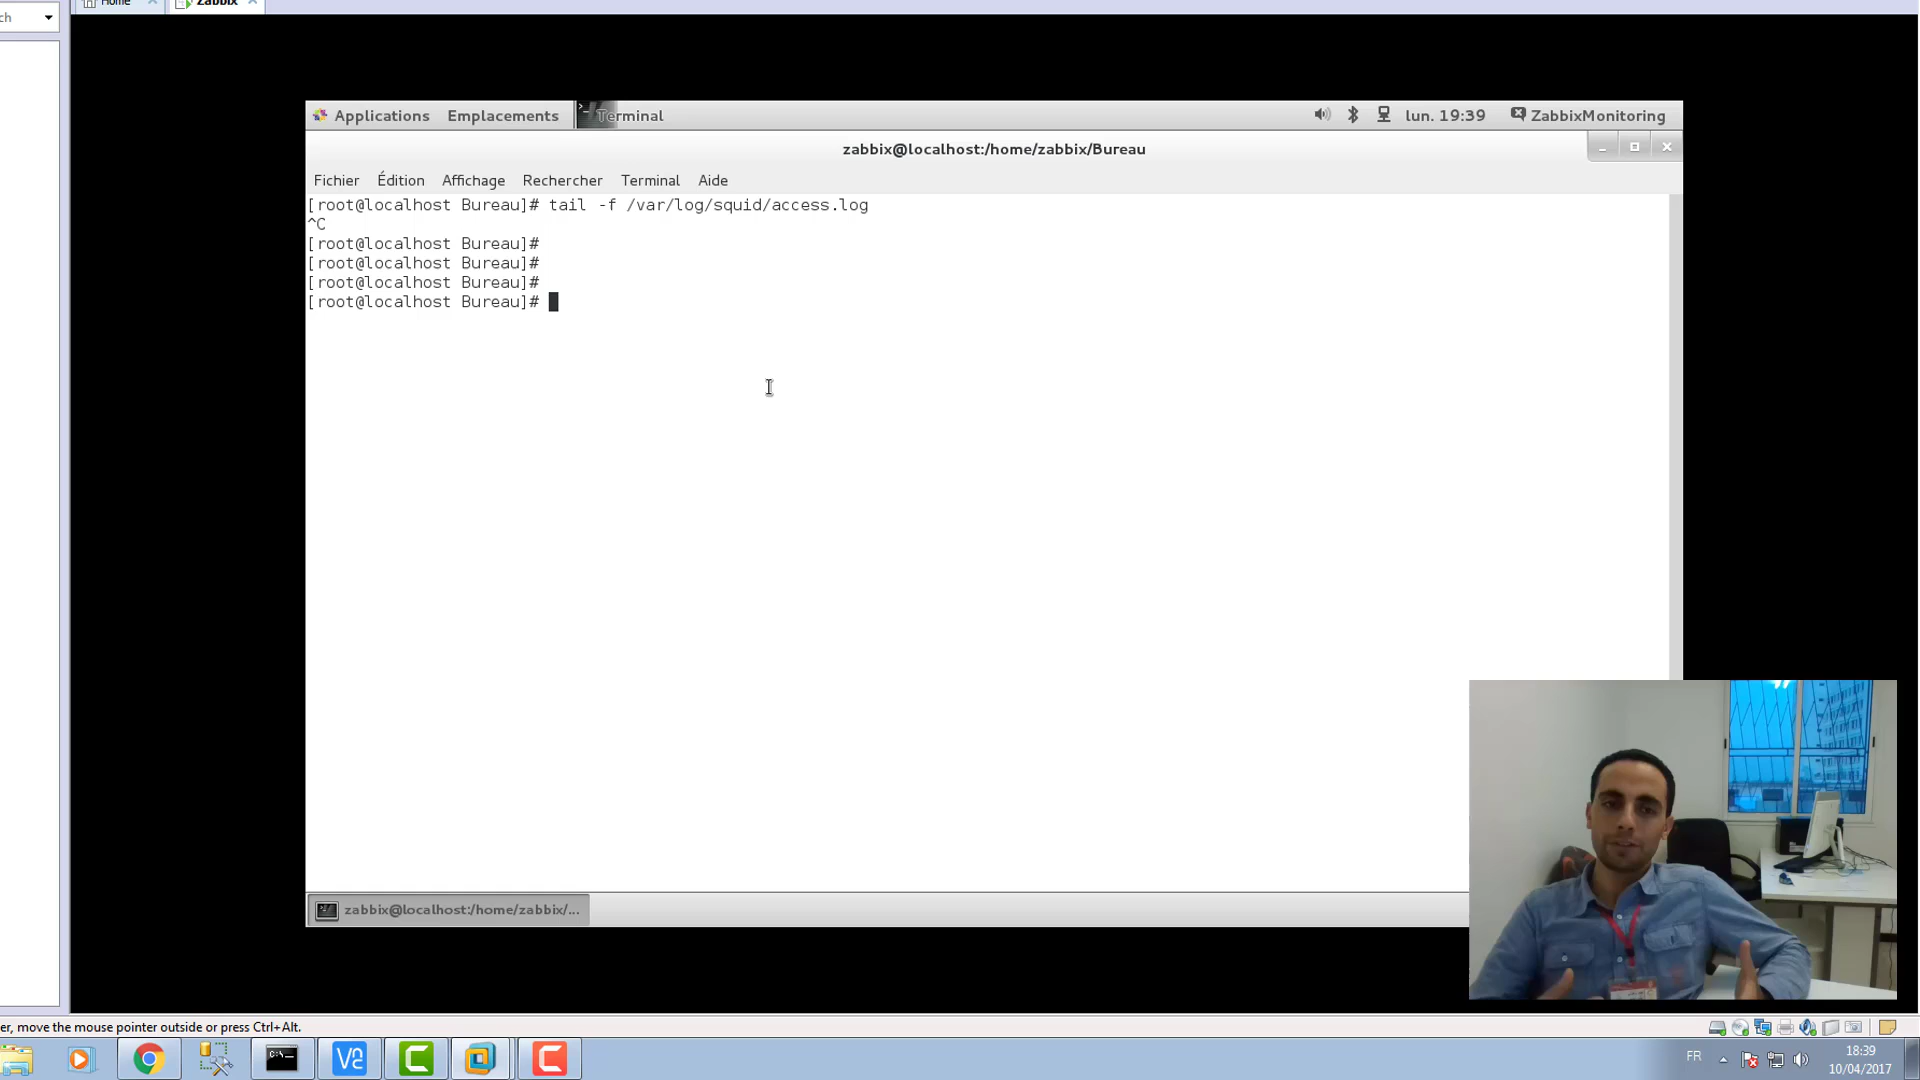 ch
Home
Zabbix
Applications Emplacements Terminal lun. 19:39 ZabbixMonitoring
zabbix@localhost:/home/zabbix/Bureau
Fichier Édition Affichage Rechercher Terminal Aide
[root@localhost Bureau]# tail -f /var/log/squid/access.log
^C
[root@localhost Bureau]#
[root@localhost Bureau]#
[root@localhost Bureau]#
[root@localhost Bureau]#
zabbix@localhost:/home/zabbix/...
er, move the mouse pointer outside or press Ctrl+Alt.
FR
18:39
10/04/2017